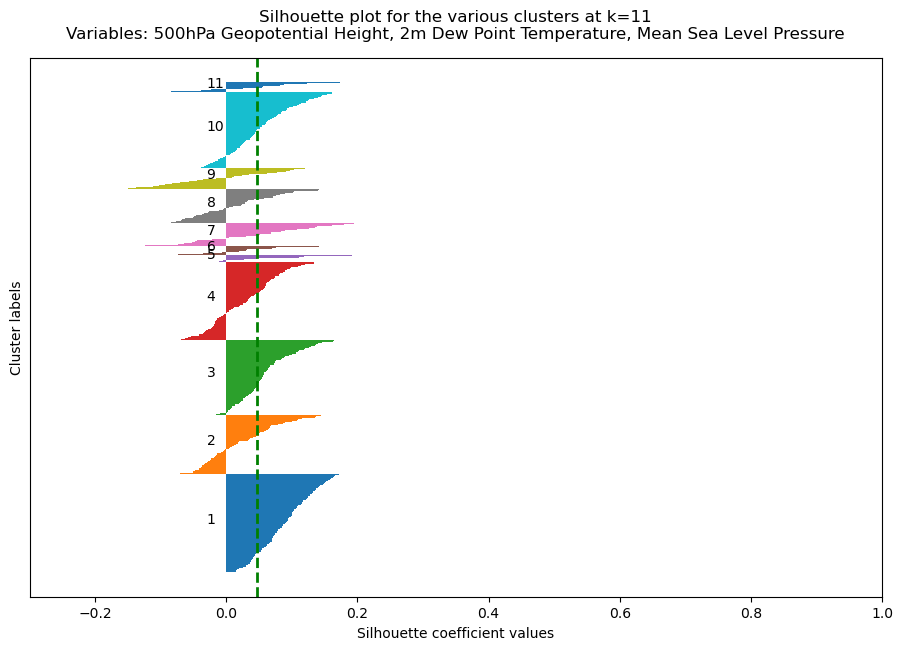 Silhouette plot for the various clusters at k=11
Variables: 500hPa Geopotential Height, 2m Dew Point Temperature, Mean Sea Level Pressure
Cluster labels
11
10
9
8
7
6
5
4
3
2
1
−0.2 0.0 0.2 0.4 0.6 0.8 1.0
Silhouette coefficient values